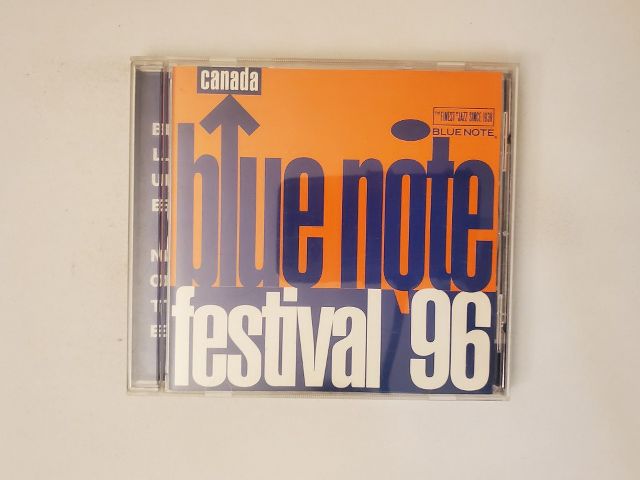 canada
THE FINEST IN JAZZ SINCE 1939
BLUE NOTE
blue note
festival '96
BLUE NOTE